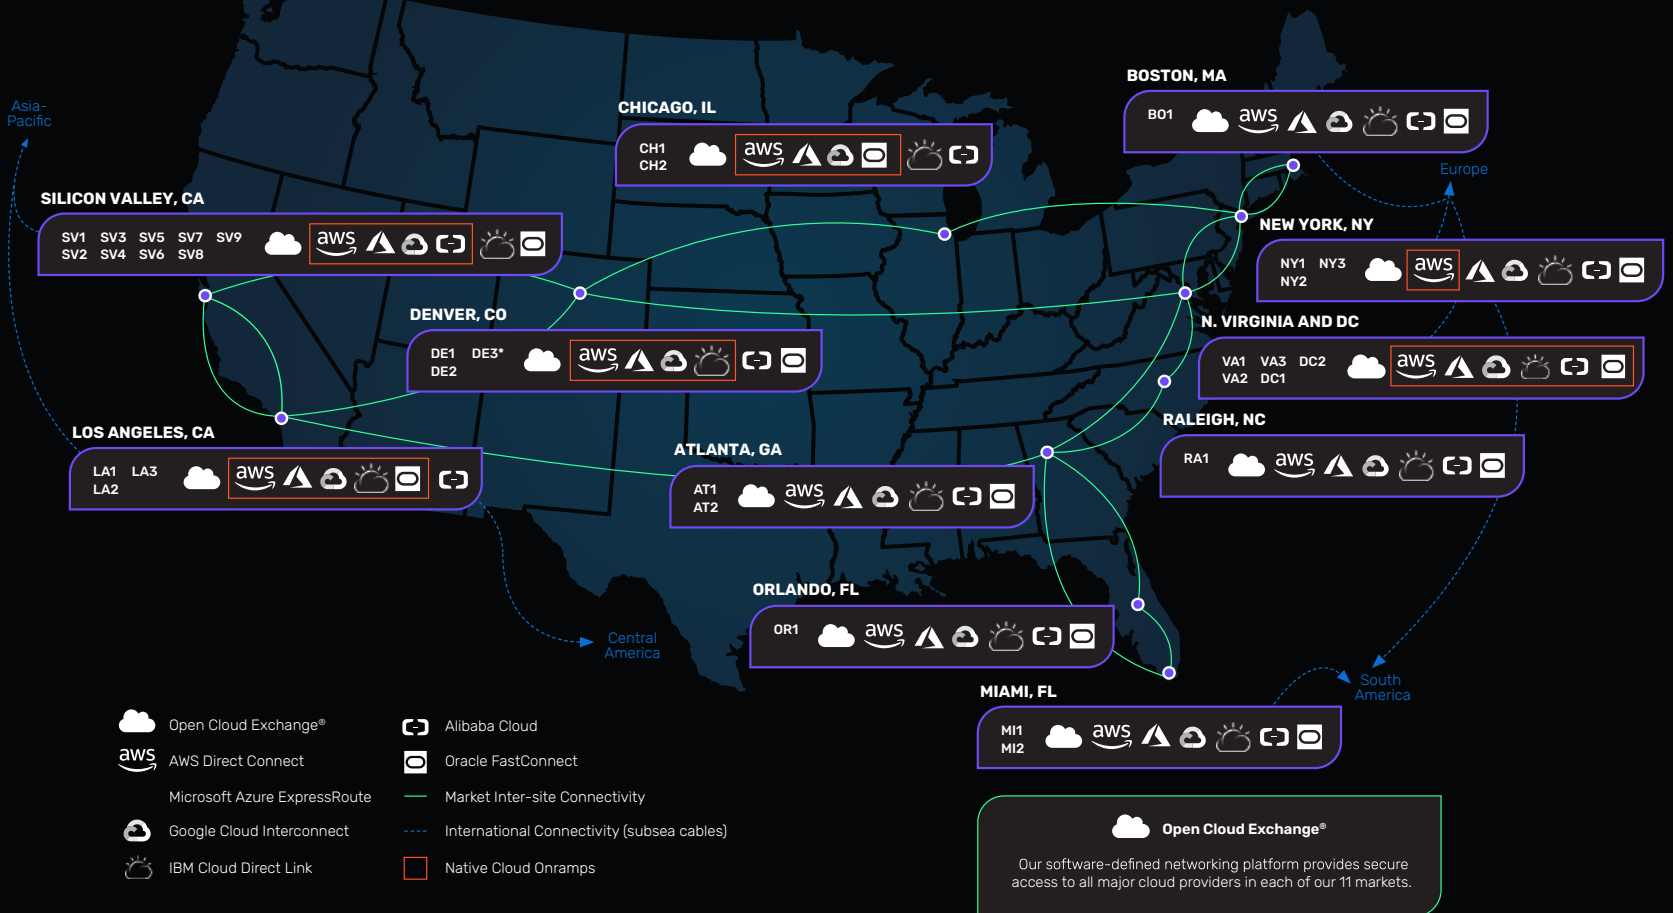 BOSTON, MA
BO1 aws
Asia-
Pacific
CHICAGO, IL
CH1 aws
CH2
Europe
SILICON VALLEY, CA
SV1 SV3 SV5 SV7 SV9 aws
SV2 SV4 SV6 SV8
NEW YORK, NY
NY1 NY3 aws
NY2
DENVER, CO
DE1 DE3* aws
DE2
N. VIRGINIA AND DC
VA1 VA3 DC2 aws
VA2 DC1
LOS ANGELES, CA
LA1 LA3 aws
LA2
RALEIGH, NC
RA1 aws
ATLANTA, GA
AT1 aws
AT2
ORLANDO, FL
OR1 aws
Central
America
South
America
MIAMI, FL
MI1 aws
MI2
Open Cloud Exchange®
aws AWS Direct Connect
Microsoft Azure ExpressRoute
Google Cloud Interconnect
IBM Cloud Direct Link
Alibaba Cloud
Oracle FastConnect
Market Inter-site Connectivity
International Connectivity (subsea cables)
Native Cloud Onramps
Open Cloud Exchange®
Our software-defined networking platform provides secure
access to all major cloud providers in each of our 11 markets.